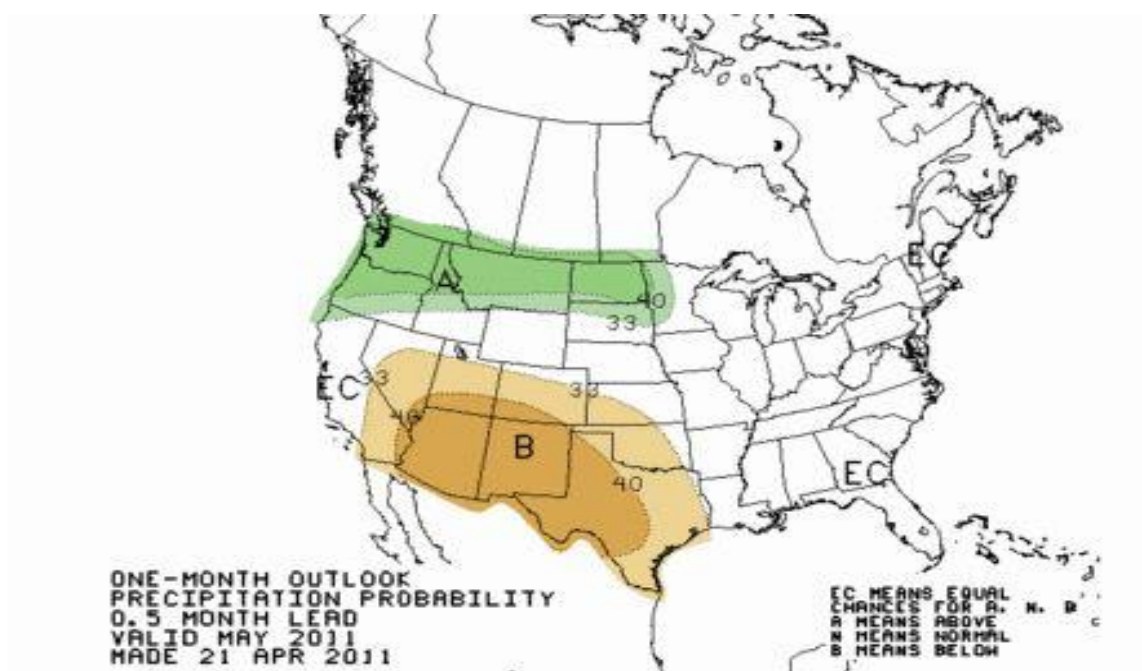 EC
A
40
33
EC
33
33
40
B
40
EC
ONE-MONTH OUTLOOK
PRECIPITATION PROBABILITY
0.5 MONTH LEAD
VALID MAY 2011
MADE 21 APR 2011
EC MEANS EQUAL
CHANCES FOR A, N, B
A MEANS ABOVE
N MEANS NORMAL
B MEANS BELOW